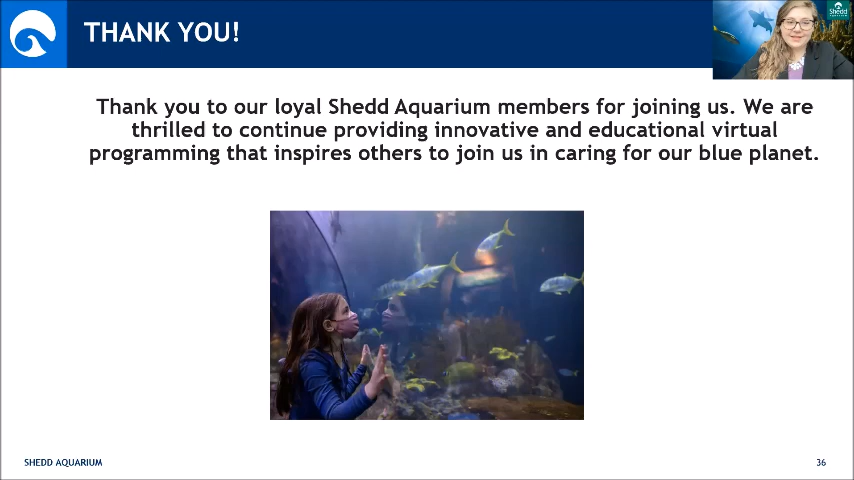 THANK YOU!
Shedd
Thank you to our loyal Shedd Aquarium members for joining us. We are
thrilled to continue providing innovative and educational virtual
programming that inspires others to join us in caring for our blue planet.
SHEDD AQUARIUM
36